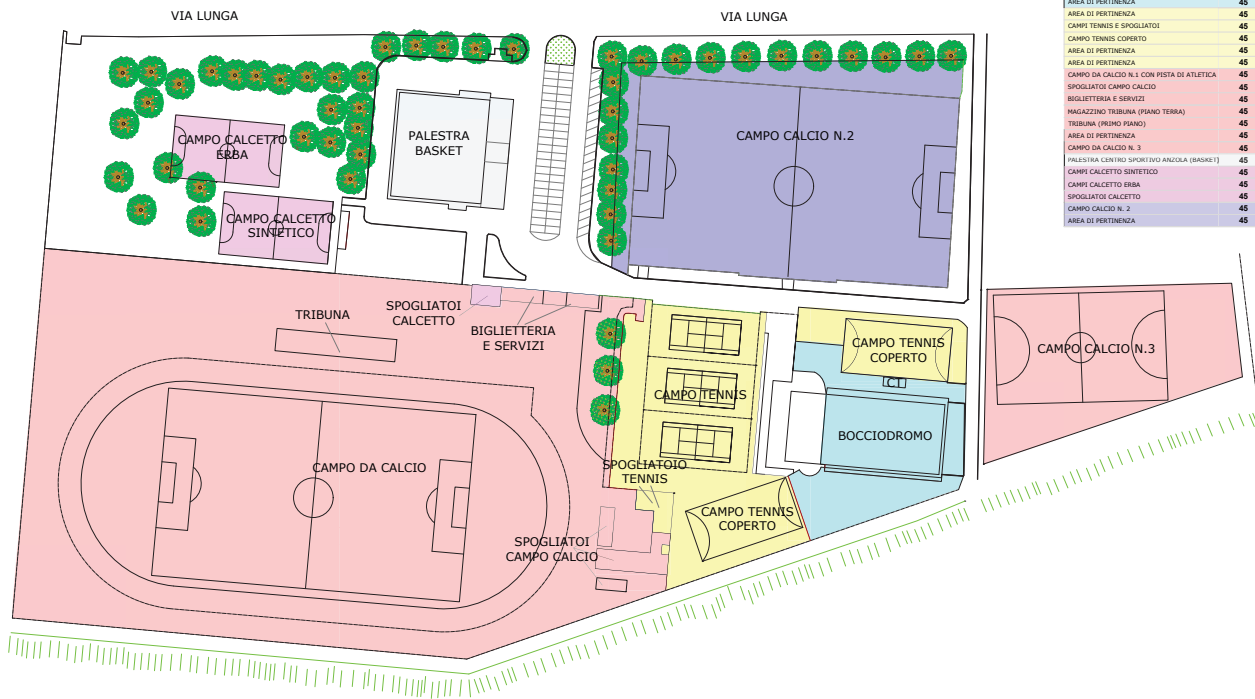 VIA LUNGA
VIA LUNGA
AREA DI PERTINENZA 45
AREA DI PERTINENZA 45
CAMPI TENNIS E SPOGLIATOI 45
CAMPO TENNIS COPERTO 45
AREA DI PERTINENZA 45
AREA DI PERTINENZA 45
CAMPO DA CALCIO N.1 CON PISTA DI ATLETICA 45
SPOGLIATOI CAMPO CALCIO 45
BIGLIETTERIA E SERVIZI 45
MAGAZZINO TRIBUNA (PIANO TERRA) 45
TRIBUNA (PRIMO PIANO) 45
AREA DI PERTINENZA 45
CAMPO DA CALCIO N. 3 45
PALESTRA CENTRO SPORTIVO ANZOLA (BASKET) 45
CAMPI CALCETTO SINTETICO 45
CAMPI CALCETTO ERBA 45
SPOGLIATOI CALCETTO 45
CAMPO CALCIO N. 2 45
AREA DI PERTINENZA 45
CAMPO CALCETTO
ERBA
PALESTRA
BASKET
CAMPO CALCIO N.2
CAMPO CALCETTO
SINTETICO
SPOGLIATOI
CALCETTO
TRIBUNA
BIGLIETTERIA
E SERVIZI
CAMPO TENNIS
COPERTO
CAMPO CALCIO N.3
C.T.
CAMPO TENNIS
BOCCIODROMO
CAMPO DA CALCIO
SPOGLIATOIO
TENNIS
CAMPO TENNIS
COPERTO
SPOGLIATOI
CAMPO CALCIO